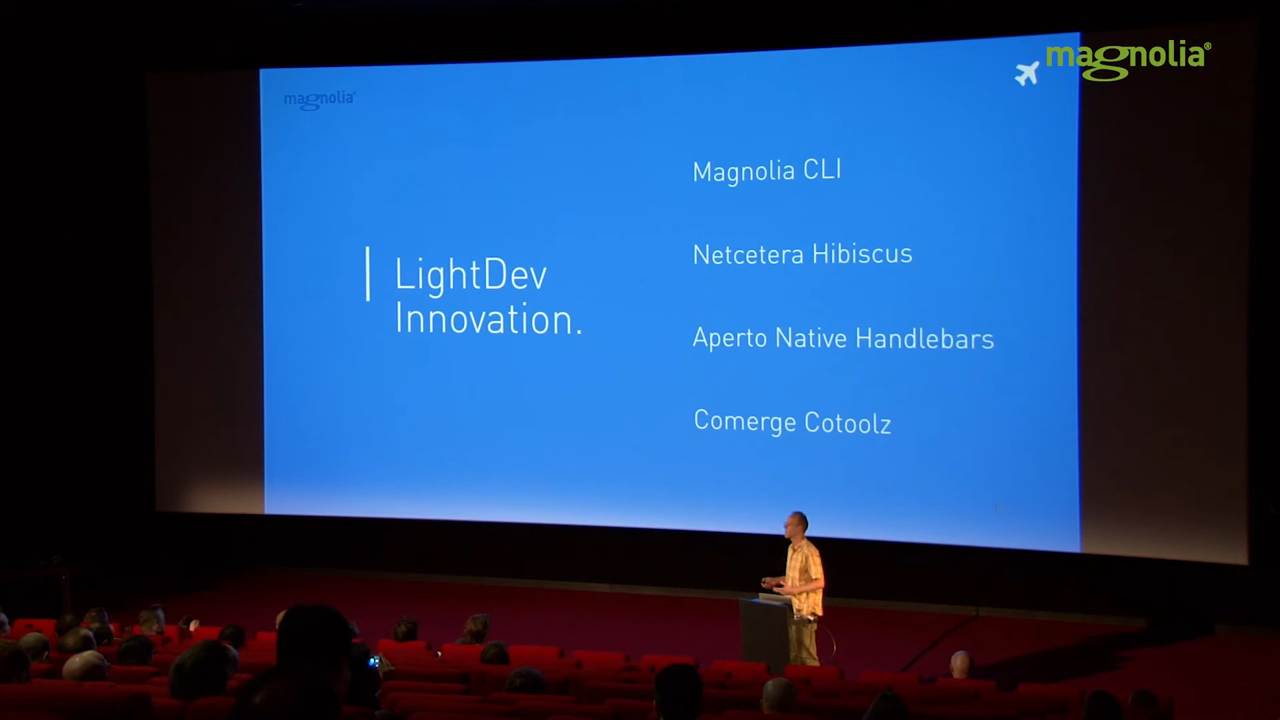 magnolia®
magnolia®
LightDev
Innovation.
Magnolia CLI
Netcetera Hibiscus
Aperto Native Handlebars
Comerge Cotoolz